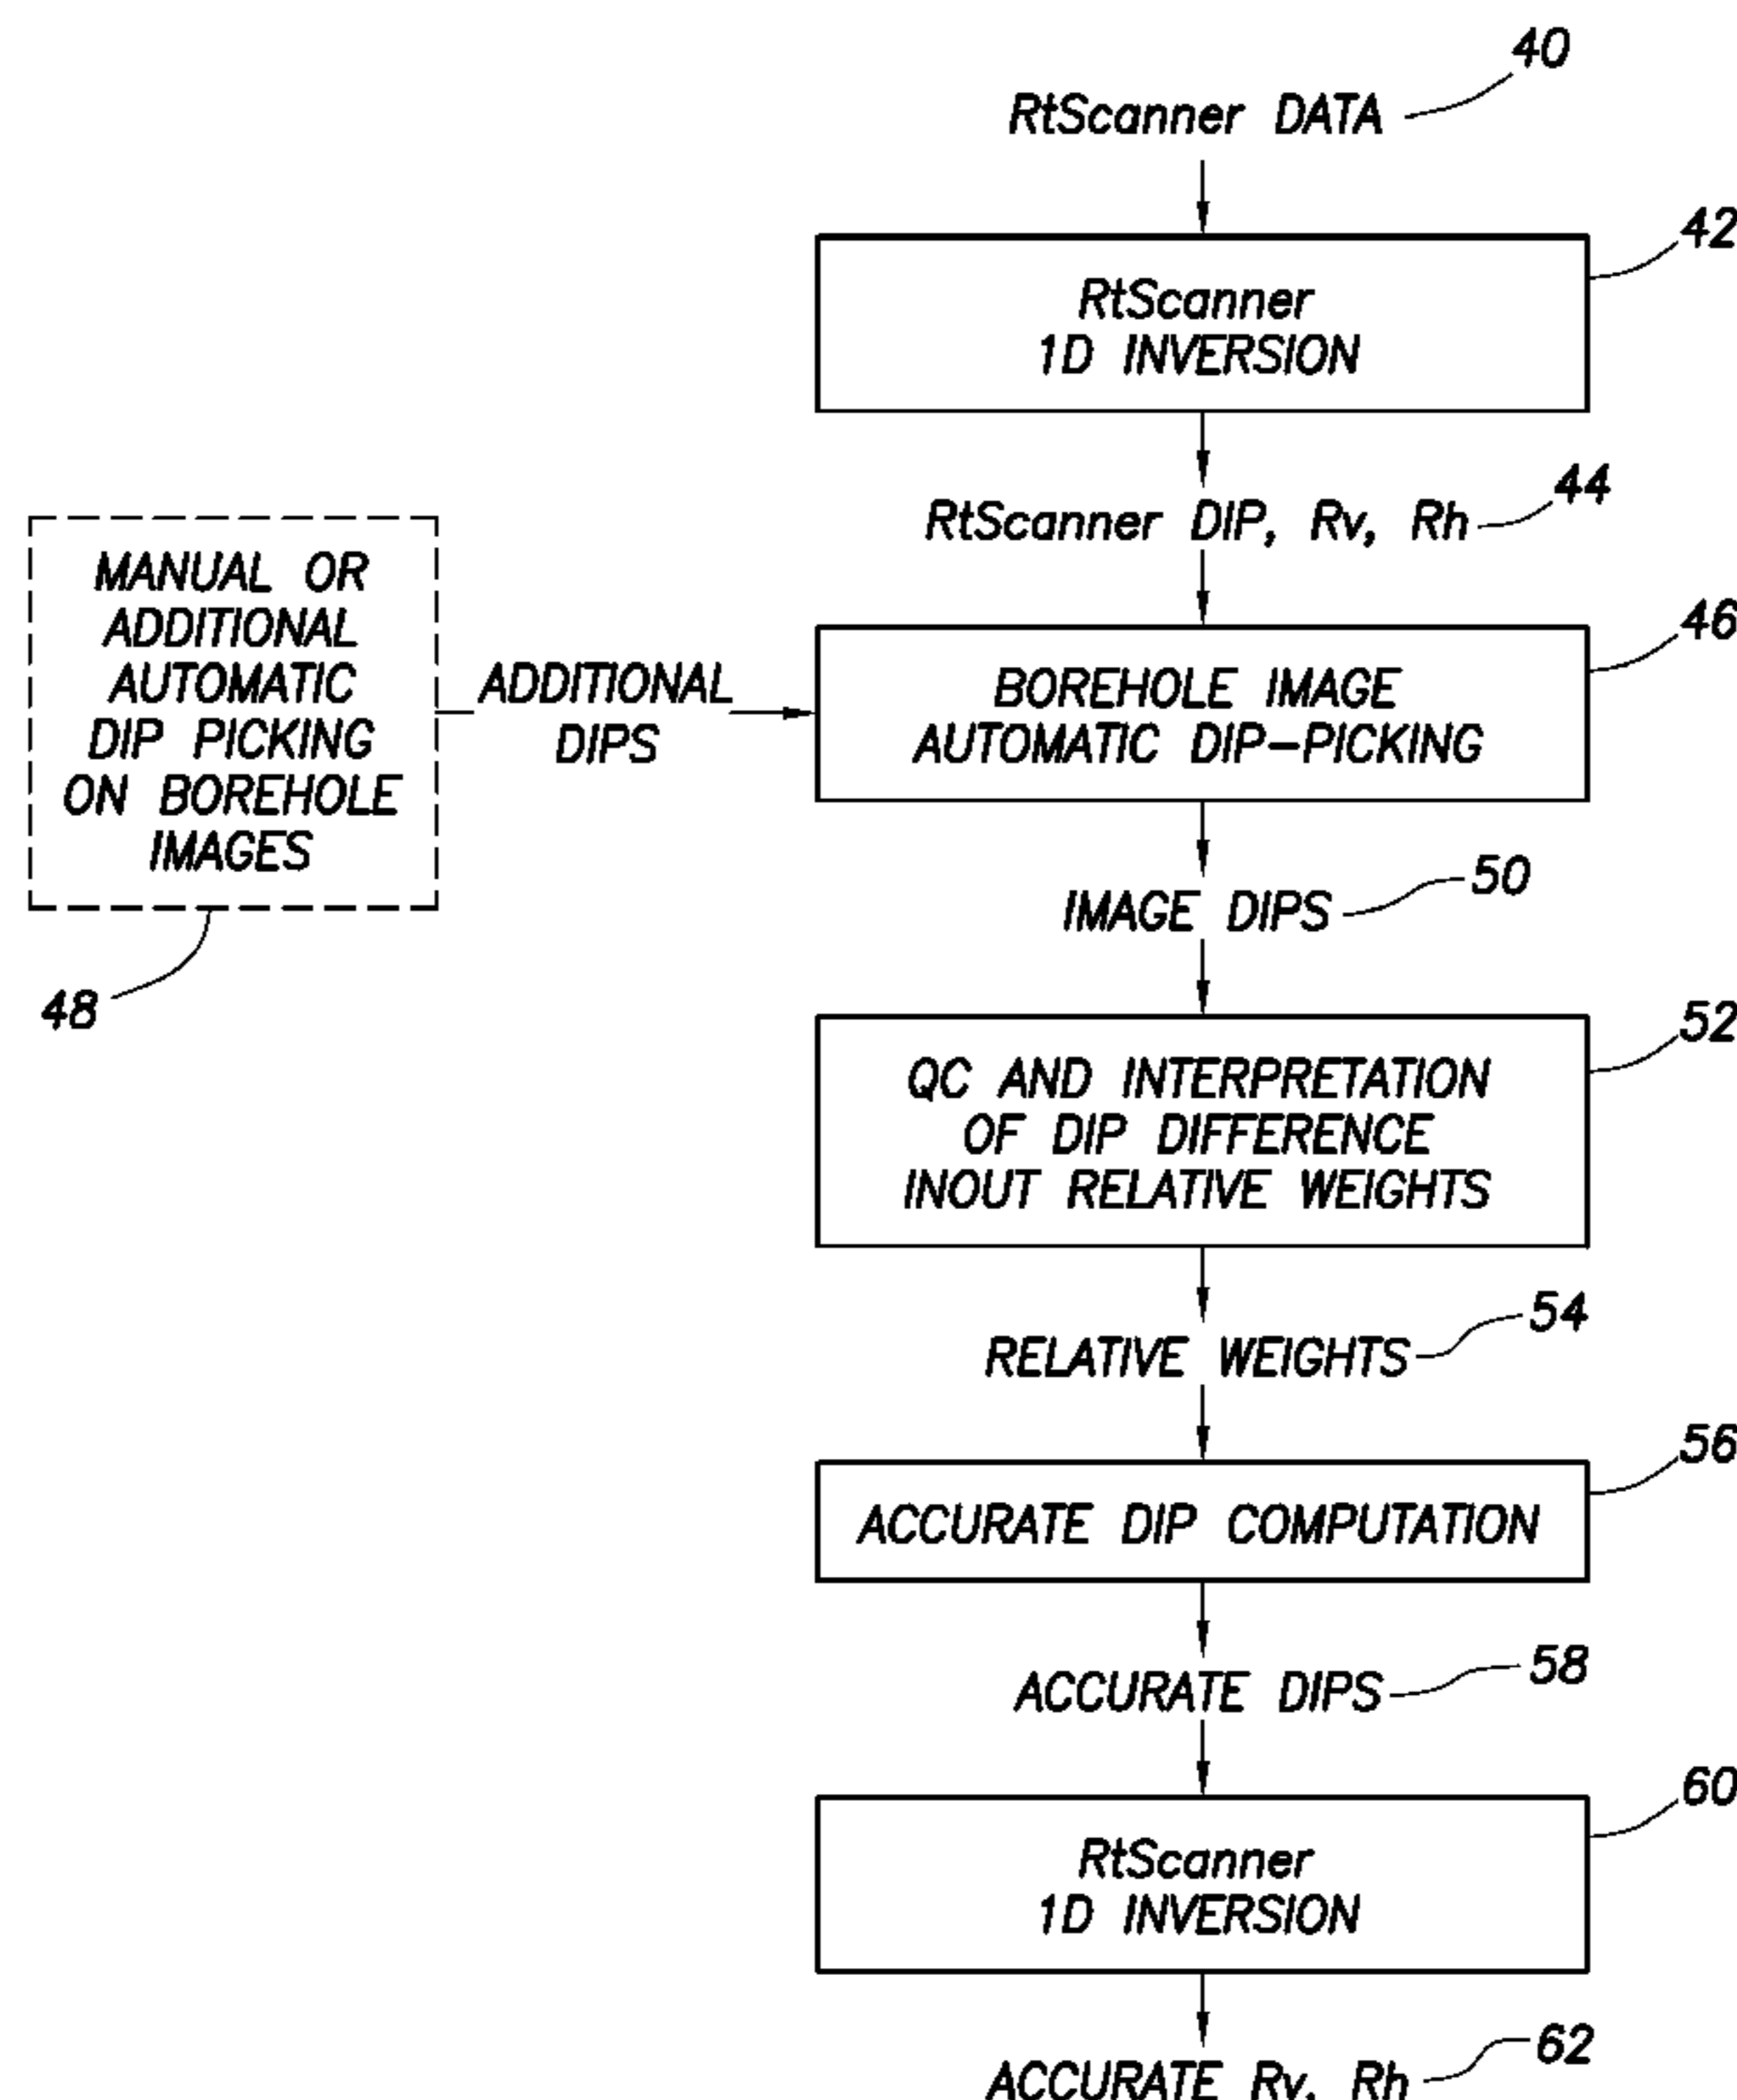 40
RtScanner DATA
42
RtScanner
1D INVERSION
44
RtScanner DIP, Rv, Rh
MANUAL OR
ADDITIONAL
AUTOMATIC
DIP PICKING
ON BOREHOLE
IMAGES
48
ADDITIONAL
DIPS
46
BOREHOLE IMAGE
AUTOMATIC DIP-PICKING
50
IMAGE DIPS
52
QC AND INTERPRETATION
OF DIP DIFFERENCE
INOUT RELATIVE WEIGHTS
54
RELATIVE WEIGHTS
56
ACCURATE DIP COMPUTATION
58
ACCURATE DIPS
60
RtScanner
1D INVERSION
62
ACCURATE Rv, Rh